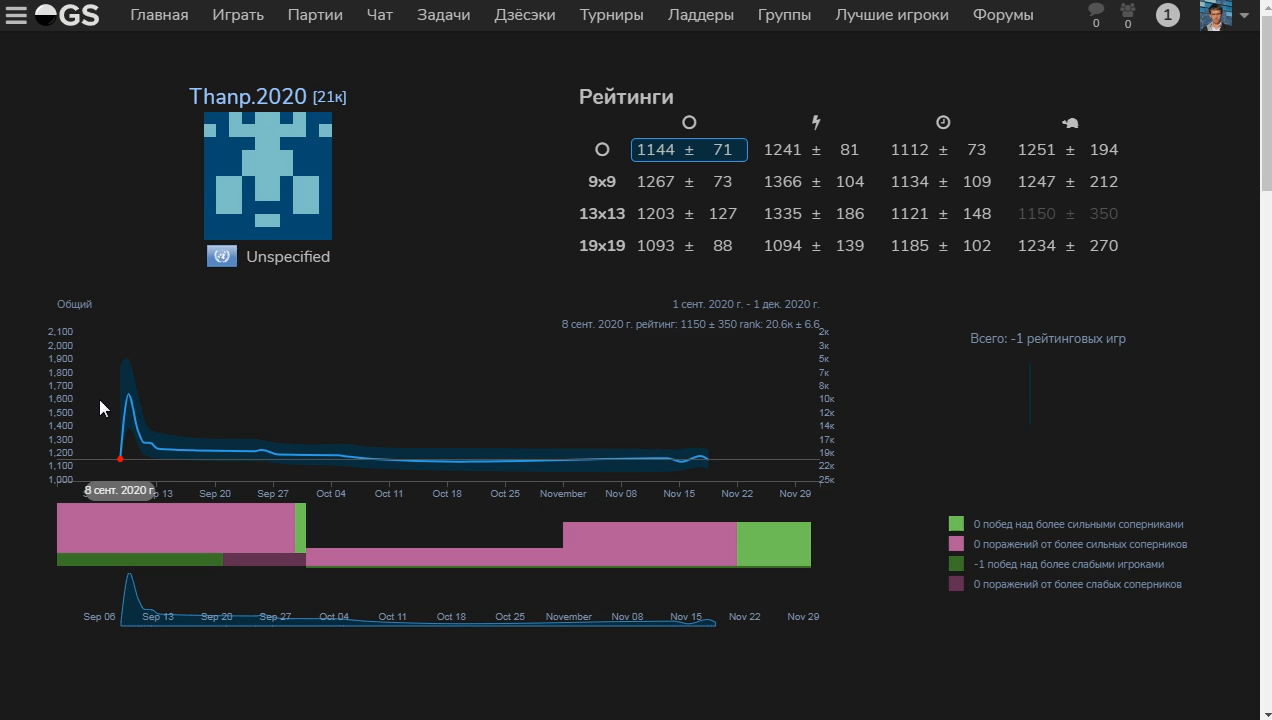 OGS Главная Играть Партии Чат Задачи Дзёсэки Турниры Ладдеры Группы Лучшие игроки Форумы 0 0 1
Thanp.2020 [21к]
Unspecified
Рейтинги
1144 ± 71 1241 ± 81 1112 ± 73 1251 ± 194
9x9 1267 ± 73 1366 ± 104 1134 ± 109 1247 ± 212
13x13 1203 ± 127 1335 ± 186 1121 ± 148 1150 ± 350
19x19 1093 ± 88 1094 ± 139 1185 ± 102 1234 ± 270
Общий 1 сент. 2020 г. - 1 дек. 2020 г.
8 сент. 2020 г. рейтинг: 1150 ± 350 rank: 20.6к ± 6.6
2,100 2к
2,000 3к
1,900 5к
1,800 7к
1,700 8к
1,600 10к
1,500 12к
1,400 14к
1,300 17к
1,200 19к
1,100 22к
1,000 25к
8 сент. 2020 г. p 13 Sep 20 Sep 27 Oct 04 Oct 11 Oct 18 Oct 25 November Nov 08 Nov 15 Nov 22 Nov 29
Sep 06 Sep 13 Sep 20 Sep 27 Oct 04 Oct 11 Oct 18 Oct 25 November Nov 08 Nov 15 Nov 22 Nov 29
Всего: -1 рейтинговых игр
0 побед над более сильными соперниками
0 поражений от более сильных соперников
-1 побед над более слабыми игроками
0 поражений от более слабых соперников